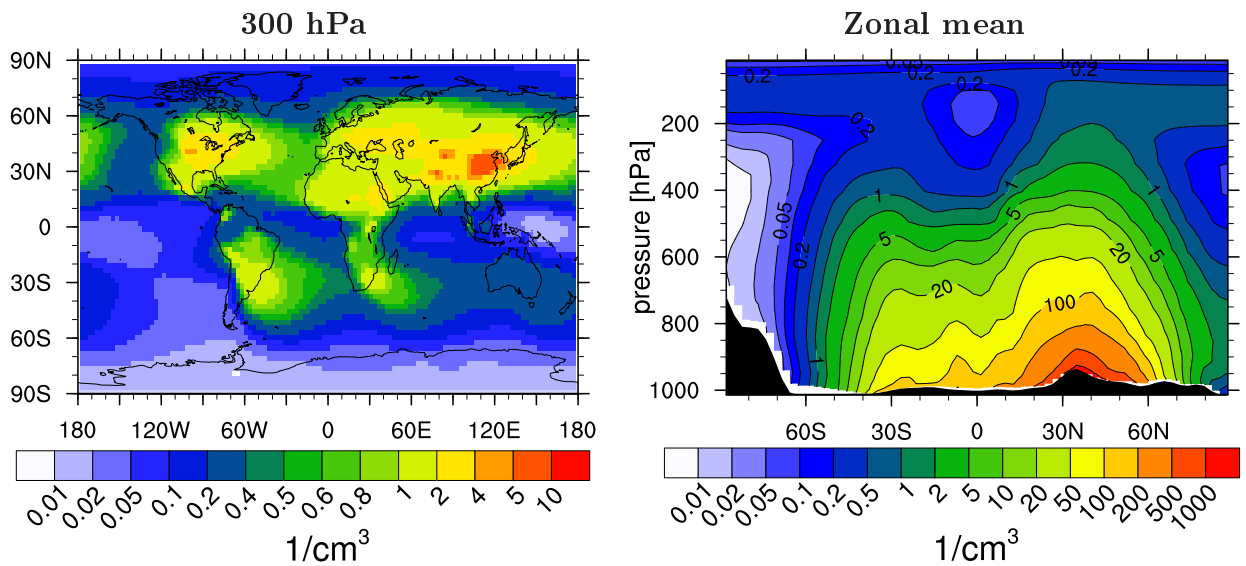 300 hPa
90N
60N
30N
0
30S
60S
90S
180 120W 60W 0 60E 120E 180
0.01 0.02 0.05 0.1 0.2 0.4 0.5 0.6 0.8 1 2 4 5 10
1/cm³
Zonal mean
pressure [hPa]
200
400
600
800
1000
0.2 0.2 0.2
0.2
0.2
0.05
0.2
1
1
5
20
100
1
5
20
5
1
60S 30S 0 30N 60N
0.01 0.02 0.05 0.1 0.2 0.5 1 2 5 10 20 50 100 200 500 1000
1/cm³